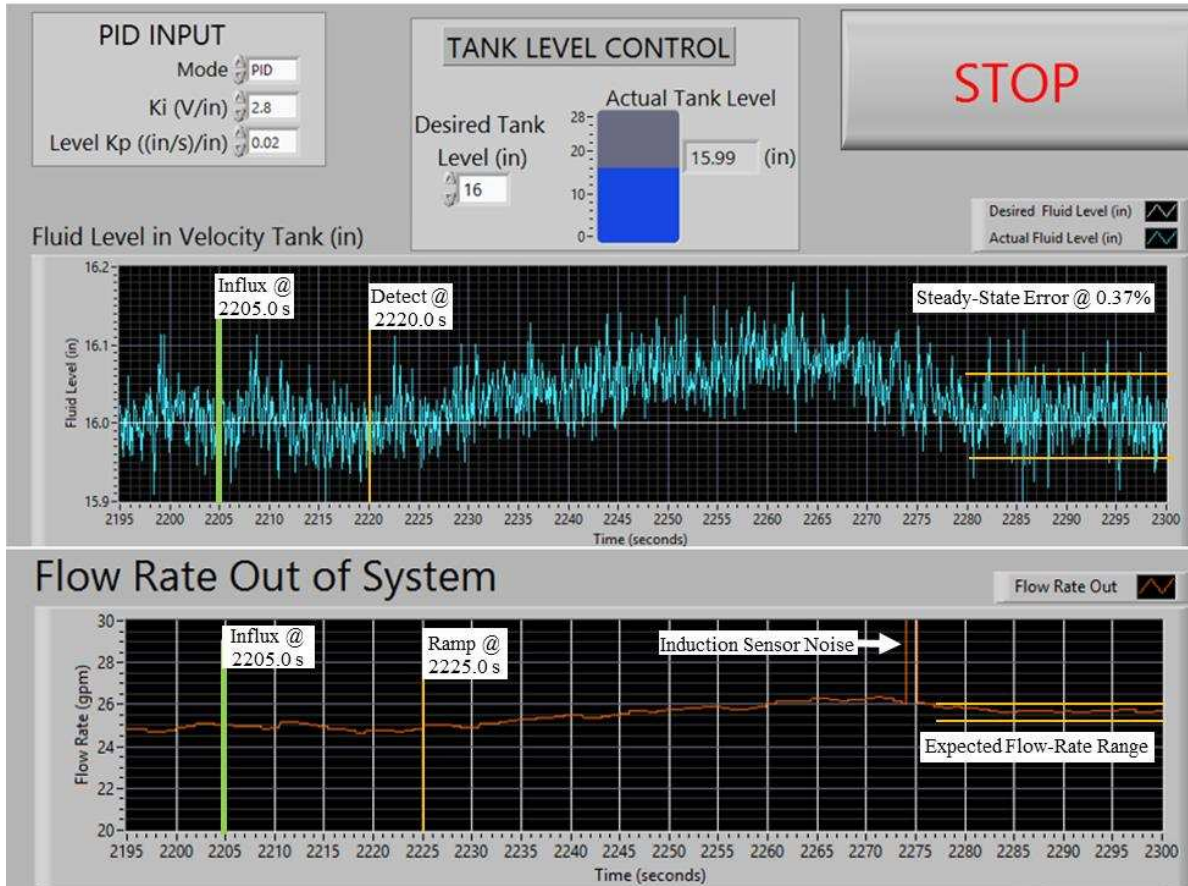 PID INPUT
Mode PID
Ki (V/in) 2.8
Level Kp ((in/s)/in) 0.02
TANK LEVEL CONTROL
Desired Tank
Level (in)
16
Actual Tank Level
28
20
10
0
15.99 (in)
STOP
Desired Fluid Level (in)
Actual Fluid Level (in)
Fluid Level in Velocity Tank (in)
Fluid Level (in)
16.2
16.1
16.0
15.9
Influx @
2205.0 s
Detect @
2220.0 s
Steady-State Error @ 0.37%
2195 2200 2205 2210 2215 2220 2225 2230 2235 2240 2245 2250 2255 2260 2265 2270 2275 2280 2285 2290 2295 2300
Time (seconds)
Flow Rate Out of System
Flow Rate Out
Flow Rate (gpm)
30
28
26
24
22
20
Influx @
2205.0 s
Ramp @
2225.0 s
Induction Sensor Noise
Expected Flow-Rate Range
2195 2200 2205 2210 2215 2220 2225 2230 2235 2240 2245 2250 2255 2260 2265 2270 2275 2280 2285 2290 2295 2300
Time (seconds)